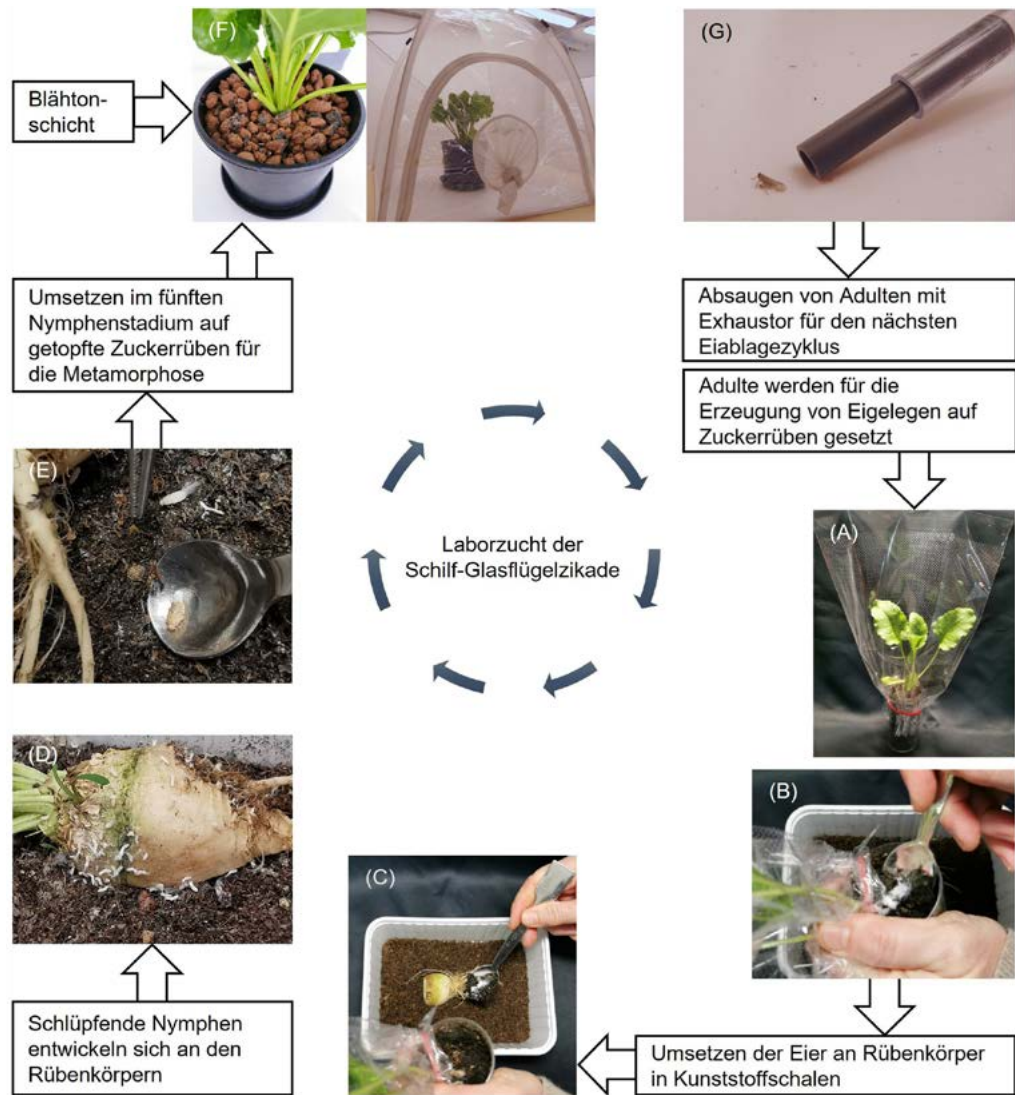 (F)
(G)
Blähton-
schicht
Umsetzen im fünften
Nymphenstadium auf
getopfte Zuckerrüben für
die Metamorphose
Absaugen von Adulten mit
Exhaustor für den nächsten
Eiablagezyklus
Adulte werden für die
Erzeugung von Eigelegen auf
Zuckerrüben gesetzt
(E)
Laborzucht der
Schilf-Glasflügelzikade
(A)
(D)
(B)
(C)
Schlüpfende Nymphen
entwickeln sich an den
Rübenkörpern
Umsetzen der Eier an Rübenkörper
in Kunststoffschalen